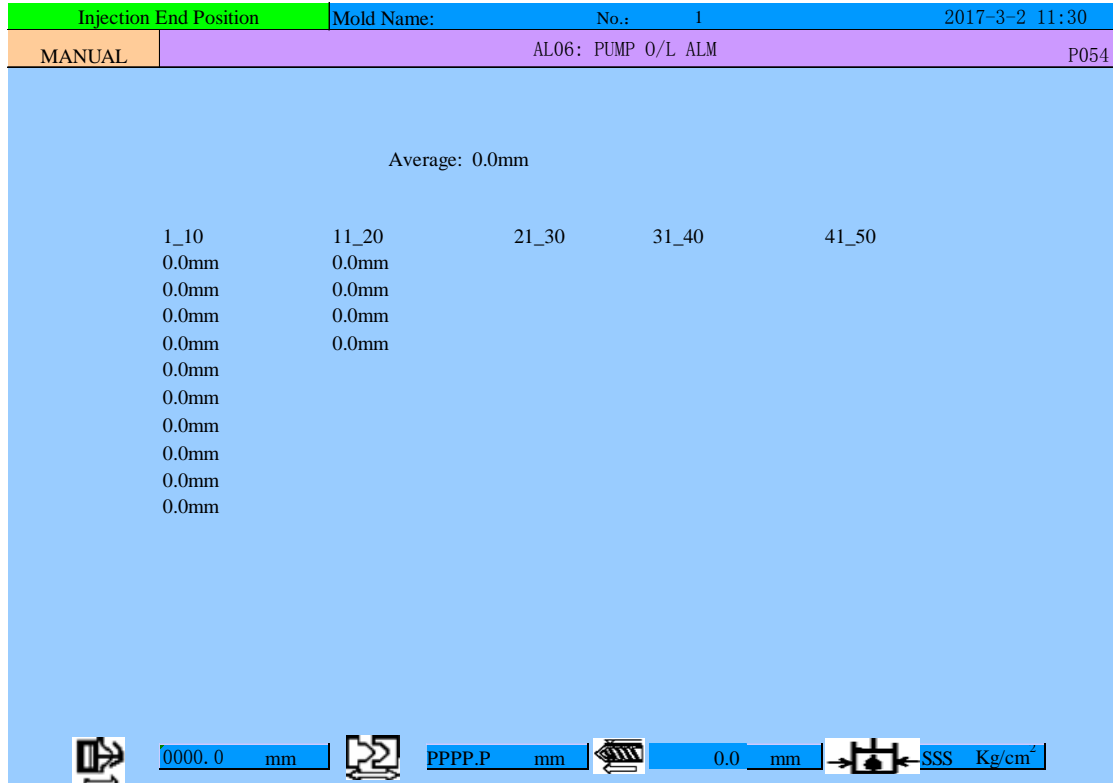 Injection End Position Mold Name: No.: 1 2017-3-2 11:30
MANUAL AL06: PUMP O/L ALM P054
Average: 0.0mm
1_10 11_20 21_30 31_40 41_50
0.0mm 0.0mm
0.0mm 0.0mm
0.0mm 0.0mm
0.0mm 0.0mm
0.0mm
0.0mm
0.0mm
0.0mm
0.0mm
0.0mm
0000.0 mm PPPP.P mm 0.0 mm SSS Kg/cm²